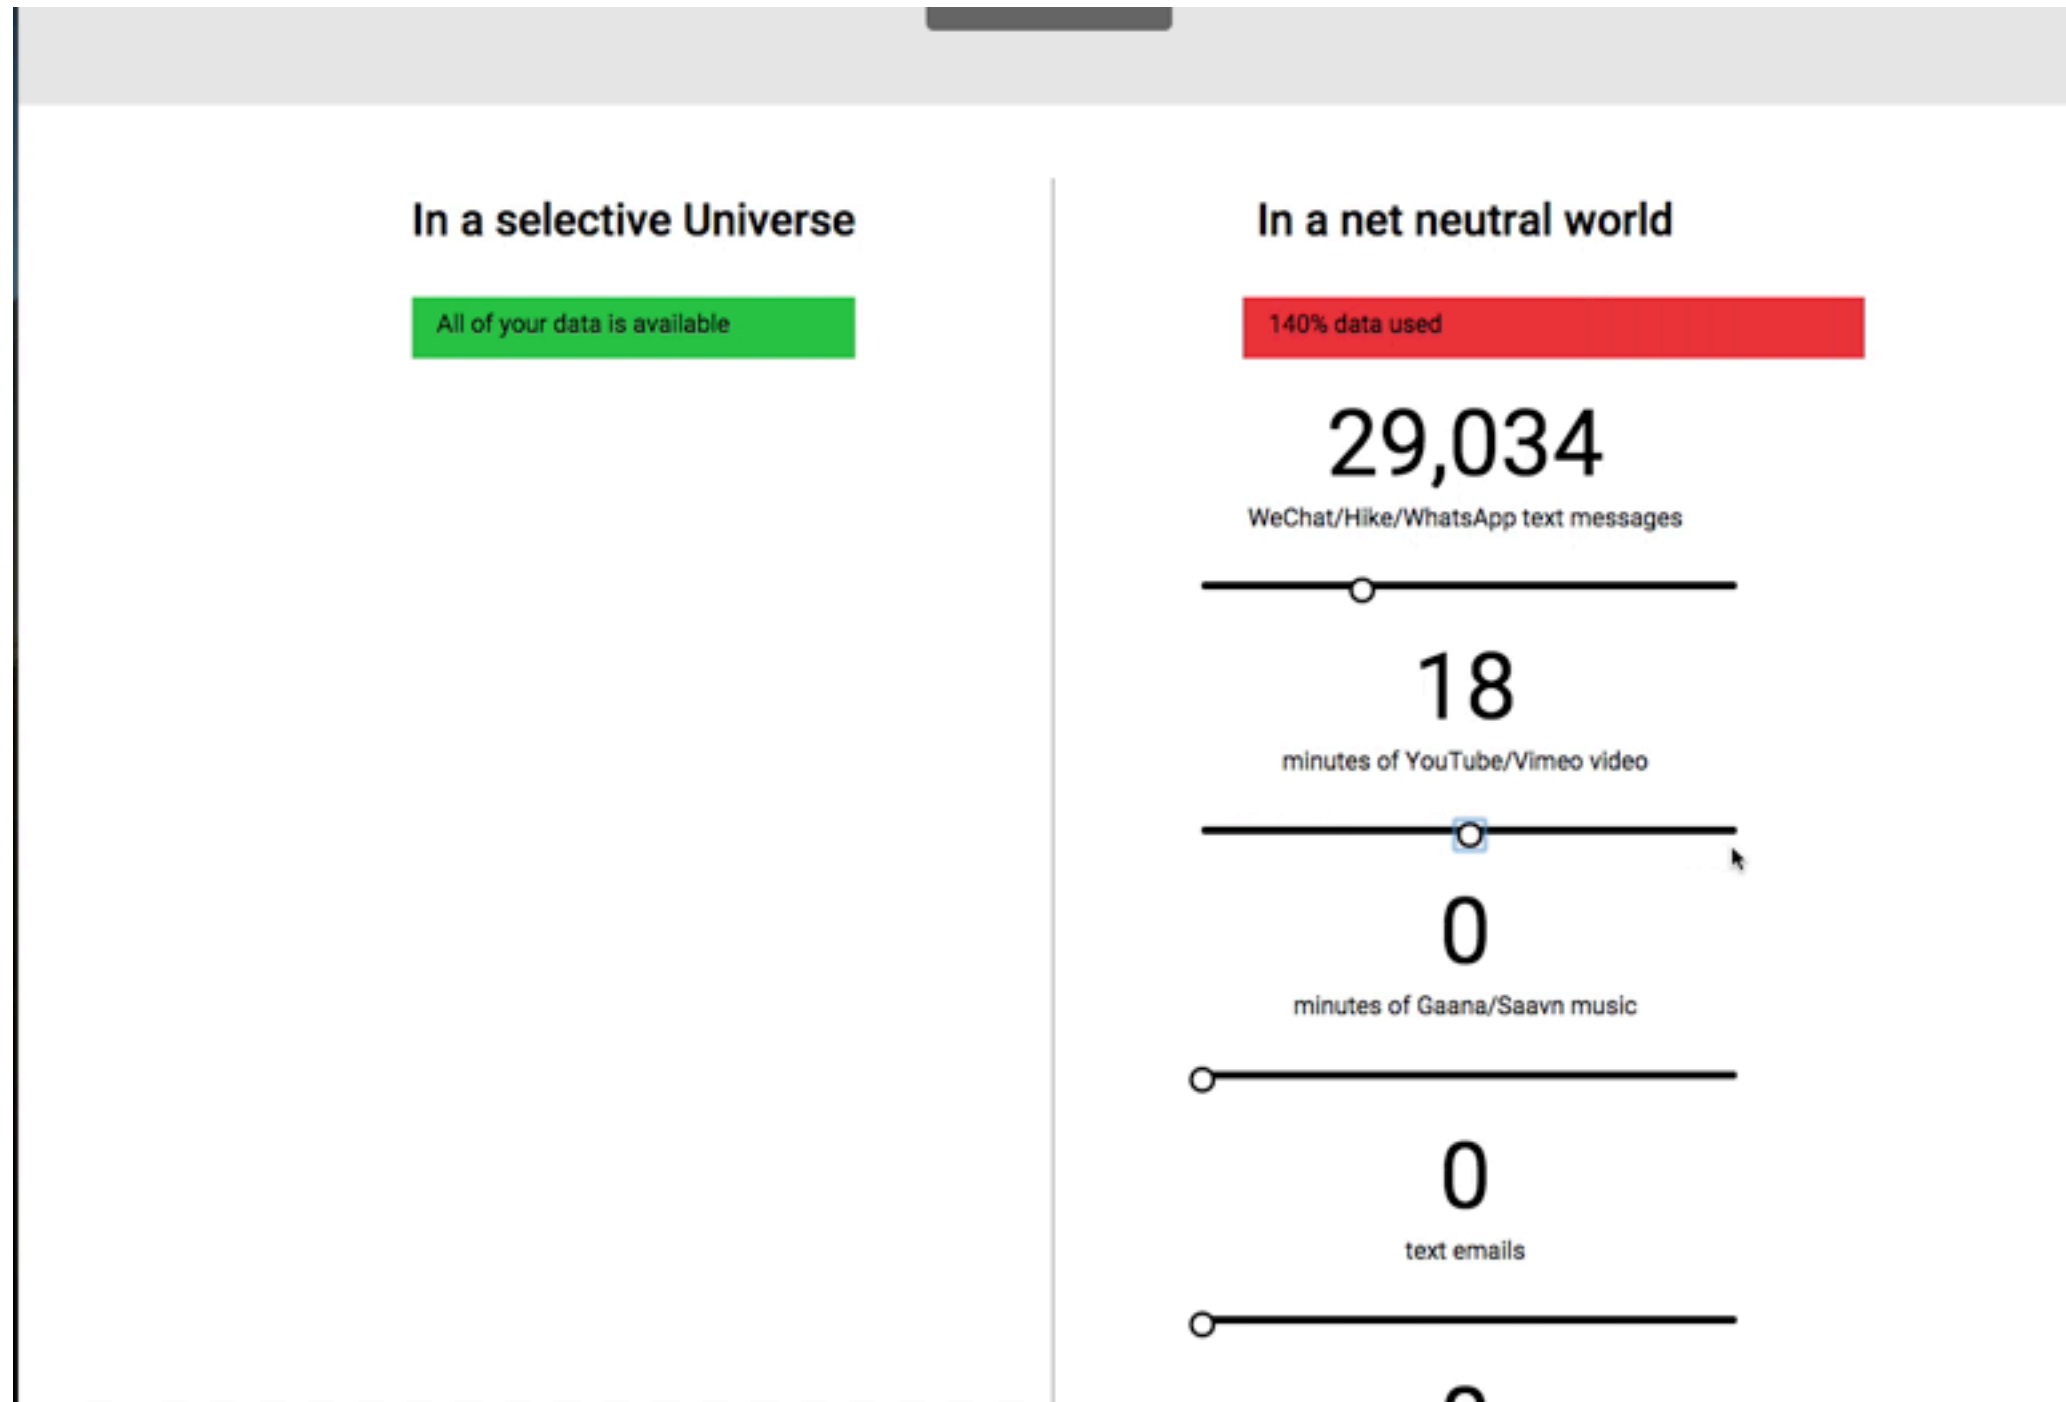 In a selective Universe
All of your data is available
In a net neutral world
140% data used
29,034
WeChat/Hike/WhatsApp text messages
18
minutes of YouTube/Vimeo video
0
minutes of Gaana/Saavn music
0
text emails